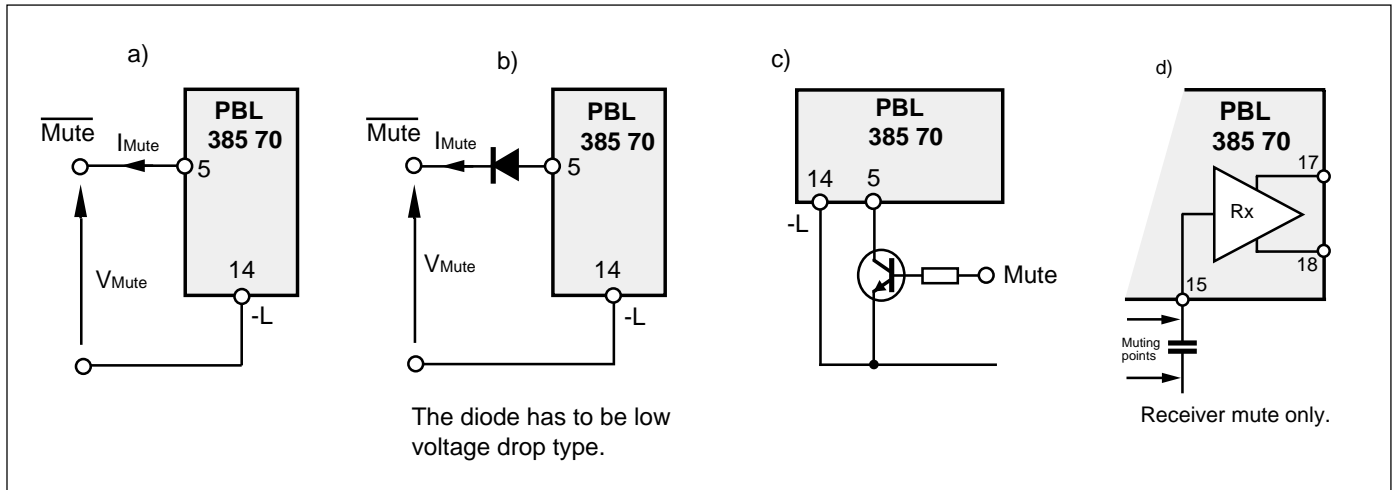 a)
PBL
385 70
Mute
IMute
5
VMute
14
-L
b)
PBL
385 70
Mute
IMute
5
VMute
14
-L
The diode has to be low
voltage drop type.
c)
PBL
385 70
14
5
-L
Mute
d)
PBL
385 70
17
Rx
18
15
Muting
points
Receiver mute only.